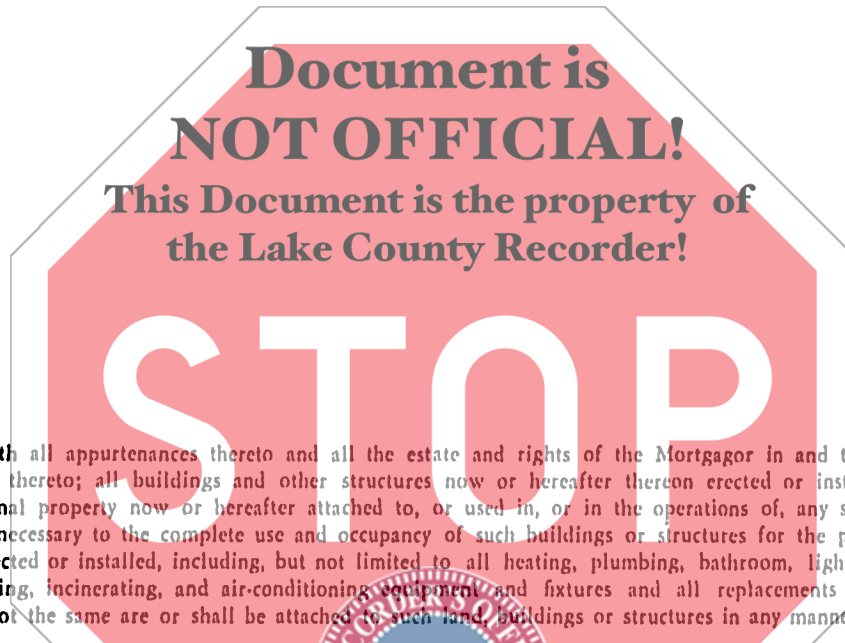 Document is
NOT OFFICIAL!
This Document is the property of
the Lake County Recorder!
STOP
all appurtenances thereto and all the estate and rights of the Mortgagor in and
thereto; all buildings and other structures now or hereafter thereon erected or
property now or hereafter attached to, or used in, or in the operations of, any
necessary to the complete use and occupancy of such buildings or structures for the
or installed, including, but not limited to all heating, plumbing, bathroom,
incinerating, and air-conditioning equipment and fixtures and all replacements
the same are or shall be attached to such land, buildings or structures in any